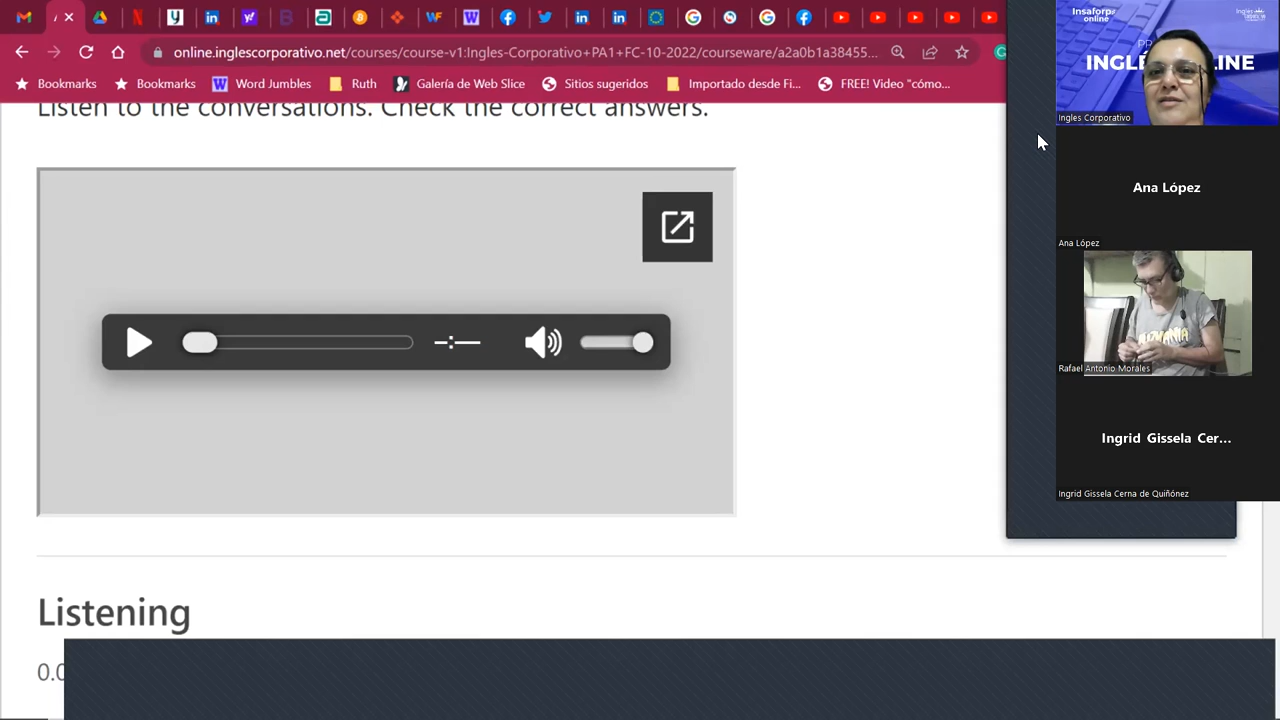 online.inglescorporativo.net/courses/course-v1:Ingles-Corporativo+PA1+FC-10-2022/courseware/a2a0b1a38455...
Bookmarks
Bookmarks
Word Jumbles
Ruth
Galería de Web Slice
Sitios sugeridos
Importado desde Fi...
FREE! Video "cómo...
Listen to the conversations. Check the correct answers.
-:--
Listening
0.0
Insaforp
online
Ingles Corporativo
Ana López
Ana López
Rafael Antonio Morales
Ingrid Gissela Cer...
Ingrid Gissela Cerna de Quiñónez